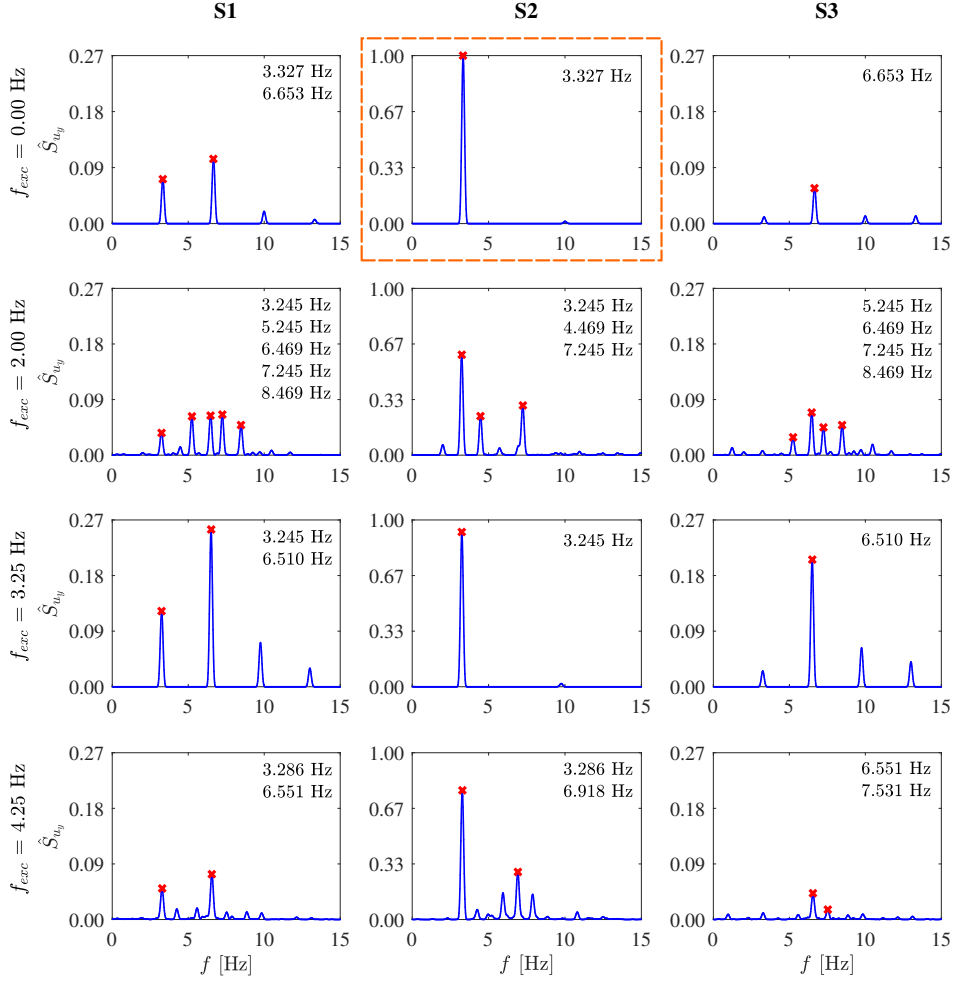 S1 S2 S3
f_exc = 0.00 Hz
Ŝ_{u_y}
0.27
0.18
0.09
0.00
3.327 Hz
6.653 Hz
0 5 10 15
1.00
0.67
0.33
0.00
3.327 Hz
0 5 10 15
0.27
0.18
0.09
0.00
6.653 Hz
0 5 10 15
f_exc = 2.00 Hz
Ŝ_{u_y}
0.27
0.18
0.09
0.00
3.245 Hz
5.245 Hz
6.469 Hz
7.245 Hz
8.469 Hz
0 5 10 15
1.00
0.67
0.33
0.00
3.245 Hz
4.469 Hz
7.245 Hz
0 5 10 15
0.27
0.18
0.09
0.00
5.245 Hz
6.469 Hz
7.245 Hz
8.469 Hz
0 5 10 15
f_exc = 3.25 Hz
Ŝ_{u_y}
0.27
0.18
0.09
0.00
3.245 Hz
6.510 Hz
0 5 10 15
1.00
0.67
0.33
0.00
3.245 Hz
0 5 10 15
0.27
0.18
0.09
0.00
6.510 Hz
0 5 10 15
f_exc = 4.25 Hz
Ŝ_{u_y}
0.27
0.18
0.09
0.00
3.286 Hz
6.551 Hz
0 5 10 15
f [Hz]
1.00
0.67
0.33
0.00
3.286 Hz
6.918 Hz
0 5 10 15
f [Hz]
0.27
0.18
0.09
0.00
6.551 Hz
7.531 Hz
0 5 10 15
f [Hz]